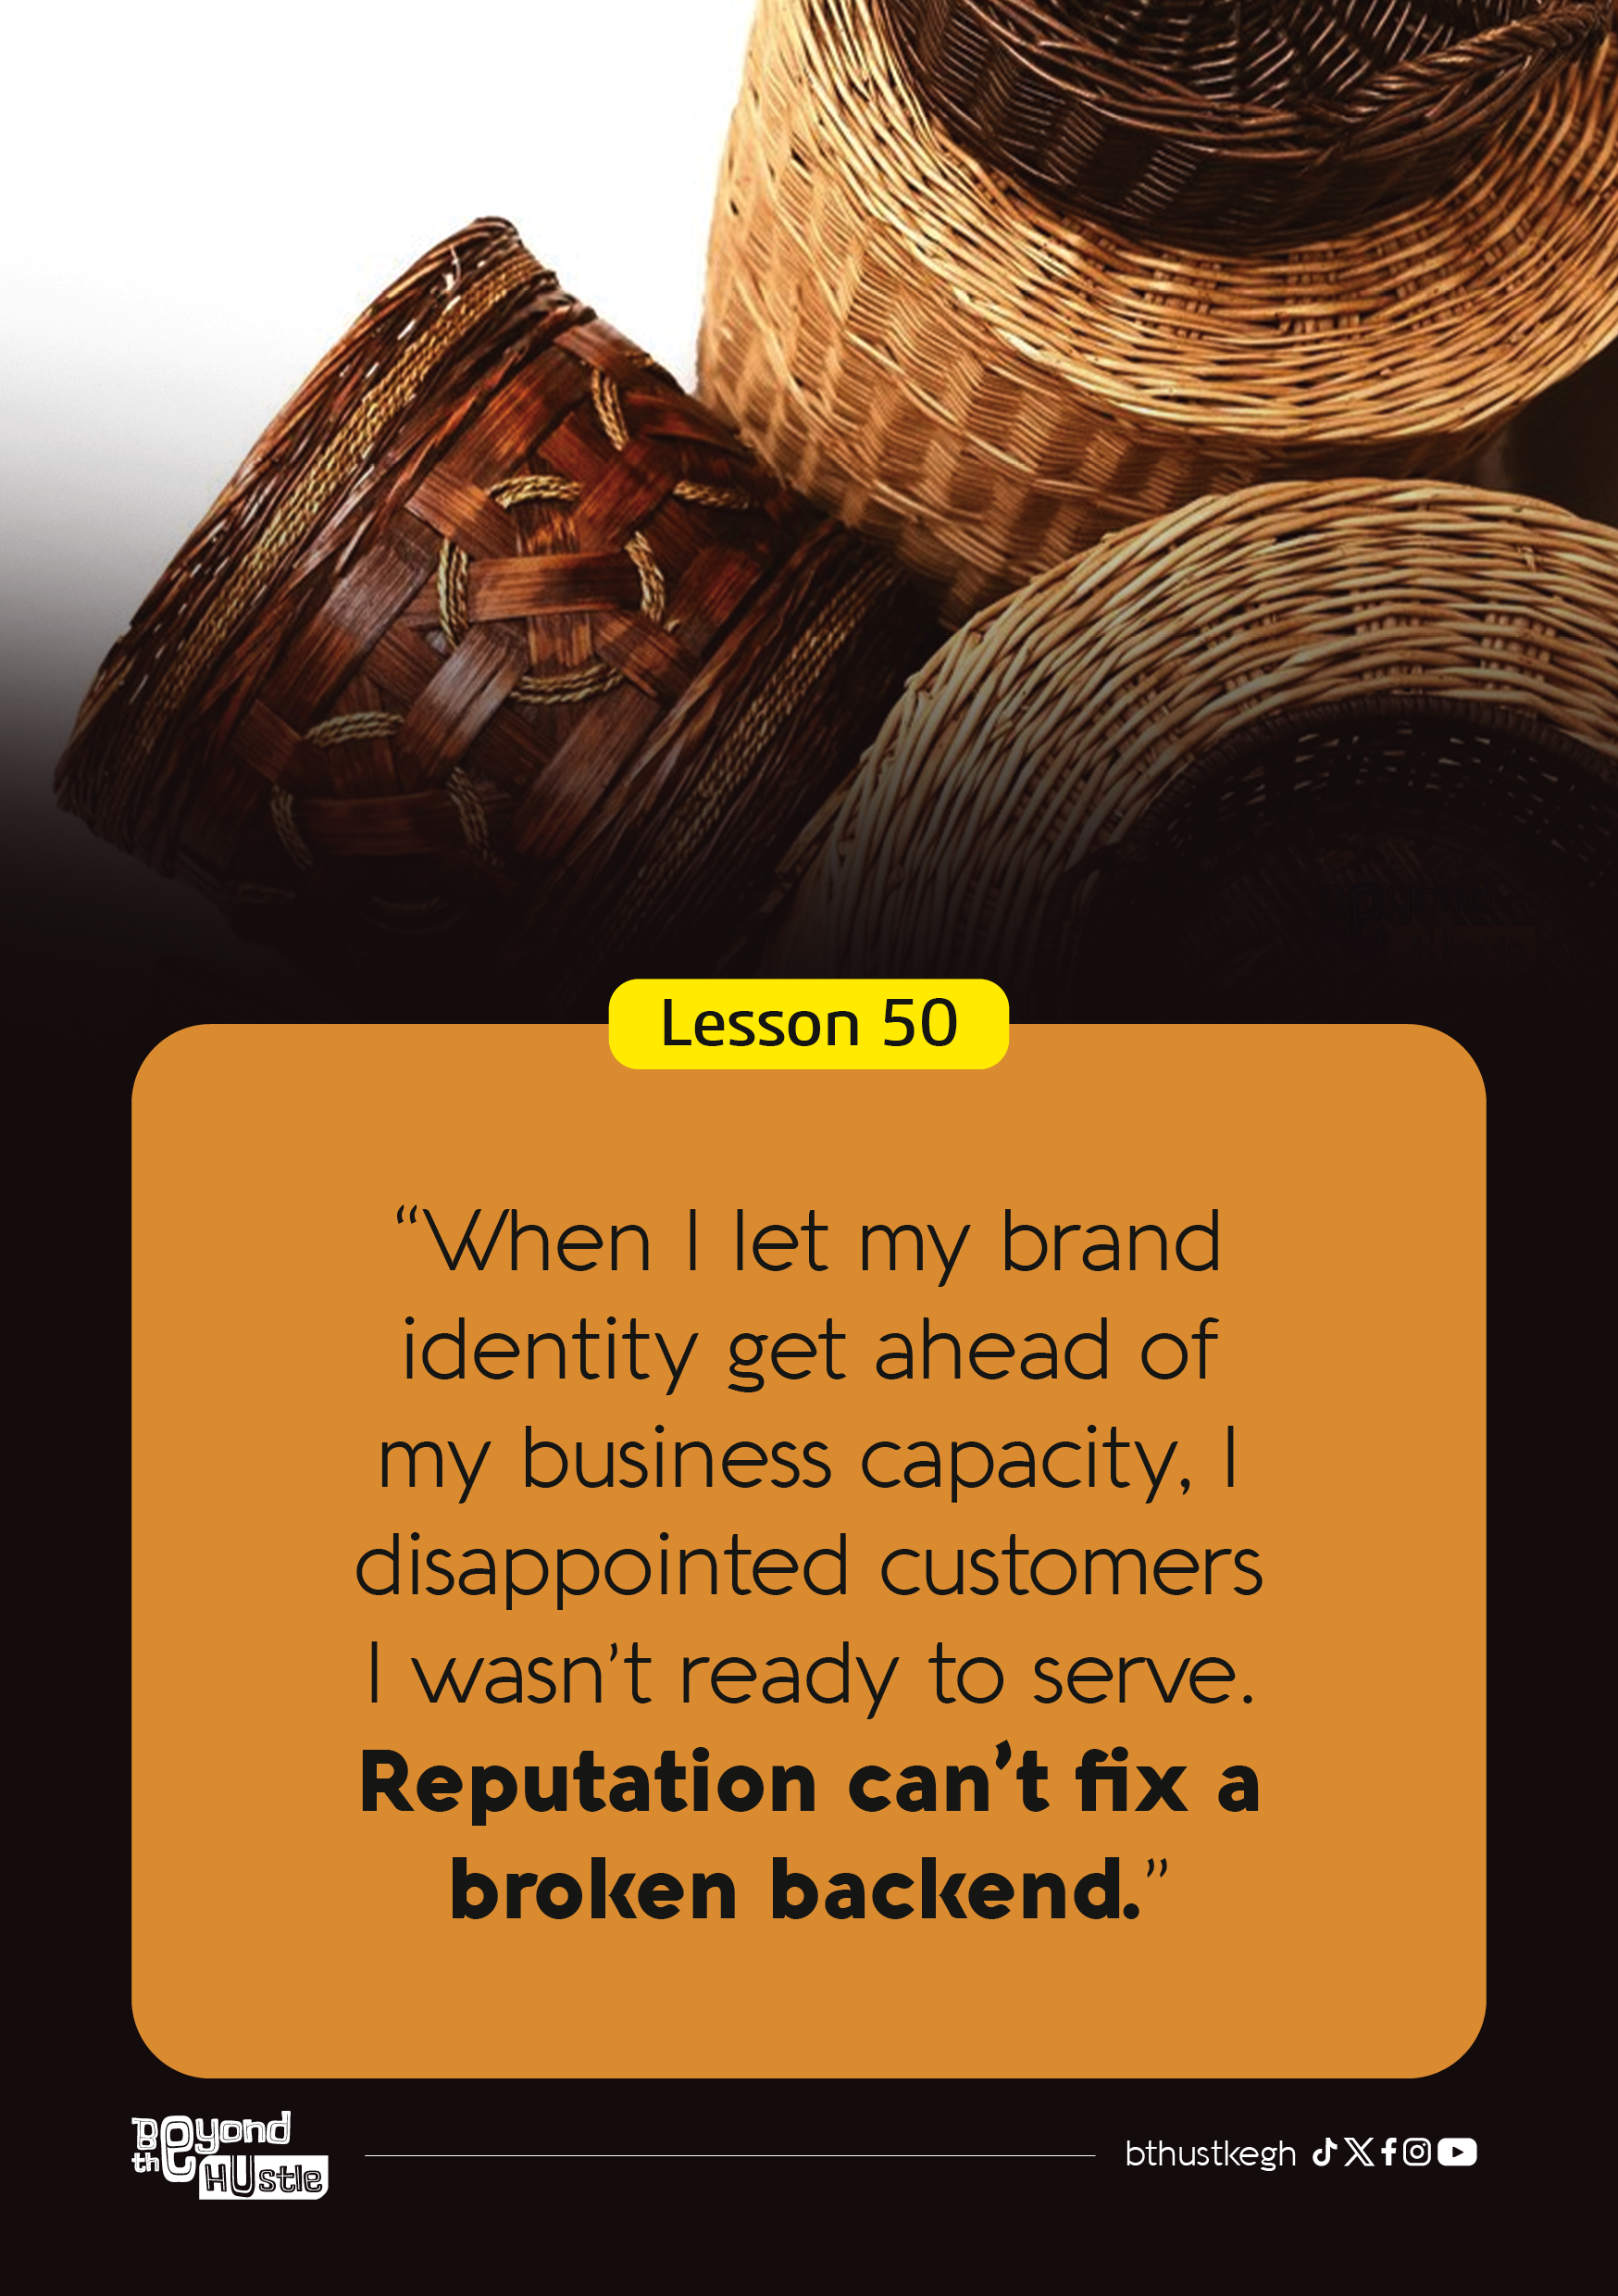 Lesson 50
“When I let my brand
identity get ahead of
my business capacity, I
disappointed customers
I wasn’t ready to serve.
Reputation can’t fix a
broken backend.”
Beyond
the HUstle
bthustkegh